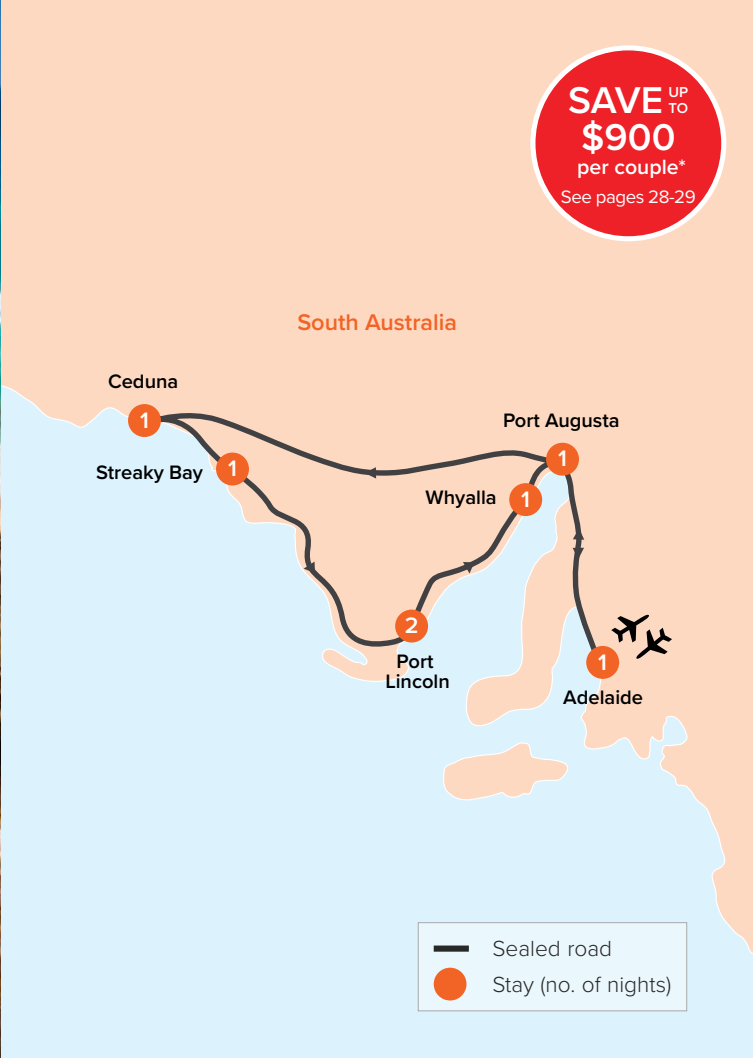 SAVE UP TO
$900
per couple*
See pages 28-29
South Australia
Ceduna
1
Port Augusta
1
Streaky Bay
1
Whyalla
1
2
Port
Lincoln
1
Adelaide
Sealed road
Stay (no. of nights)